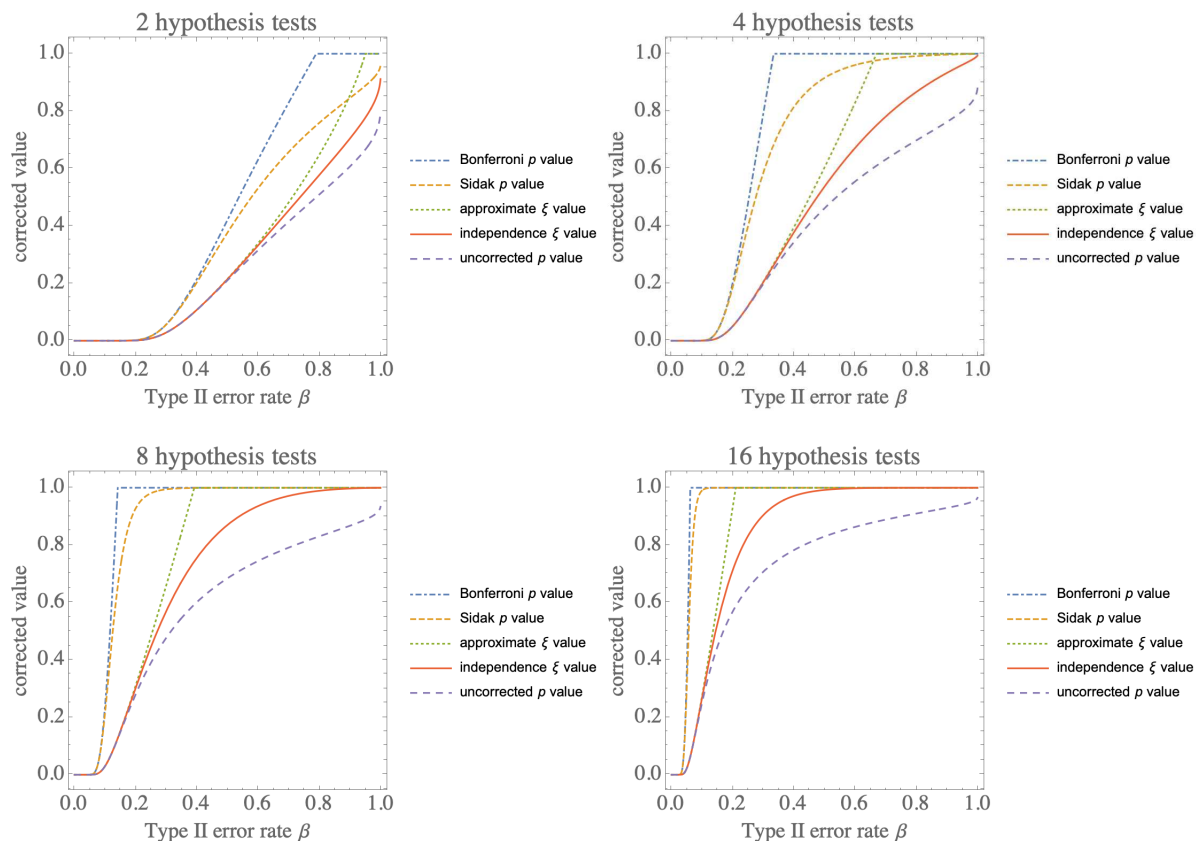 2 hypothesis tests
corrected value
1.0
0.8
0.6
0.4
0.2
0.0
0.0 0.2 0.4 0.6 0.8 1.0
Type II error rate β
Bonferroni p value
Sidak p value
approximate ξ value
independence ξ value
uncorrected p value
4 hypothesis tests
corrected value
1.0
0.8
0.6
0.4
0.2
0.0
0.0 0.2 0.4 0.6 0.8 1.0
Type II error rate β
Bonferroni p value
Sidak p value
approximate ξ value
independence ξ value
uncorrected p value
8 hypothesis tests
corrected value
1.0
0.8
0.6
0.4
0.2
0.0
0.0 0.2 0.4 0.6 0.8 1.0
Type II error rate β
Bonferroni p value
Sidak p value
approximate ξ value
independence ξ value
uncorrected p value
16 hypothesis tests
corrected value
1.0
0.8
0.6
0.4
0.2
0.0
0.0 0.2 0.4 0.6 0.8 1.0
Type II error rate β
Bonferroni p value
Sidak p value
approximate ξ value
independence ξ value
uncorrected p value